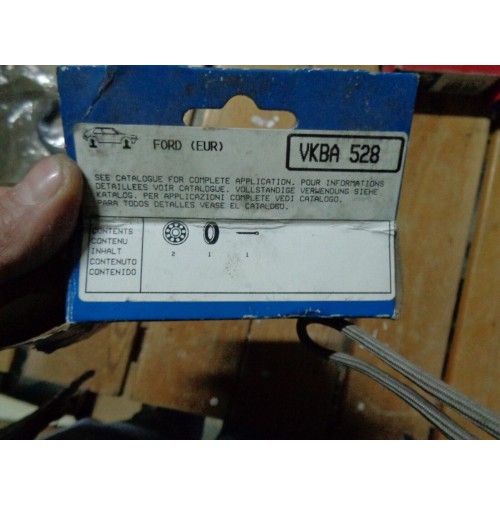 FORD (EUR)
VKBA 528
SEE CATALOGUE FOR COMPLETE APPLICATION. POUR INFORMATIONS
DETAILLEES VOIR CATALOGUE. VOLLSTANDIGE VERWENDUNG SIEHE
KATALOG. PER APPLICAZIONI COMPLETE VEDI CATALOGO.
PARA TODOS DETALLES VEASE EL CATALOGO.
CONTENTS
CONTENU
INHALT
CONTENUTO
CONTENIDO
2 1 1